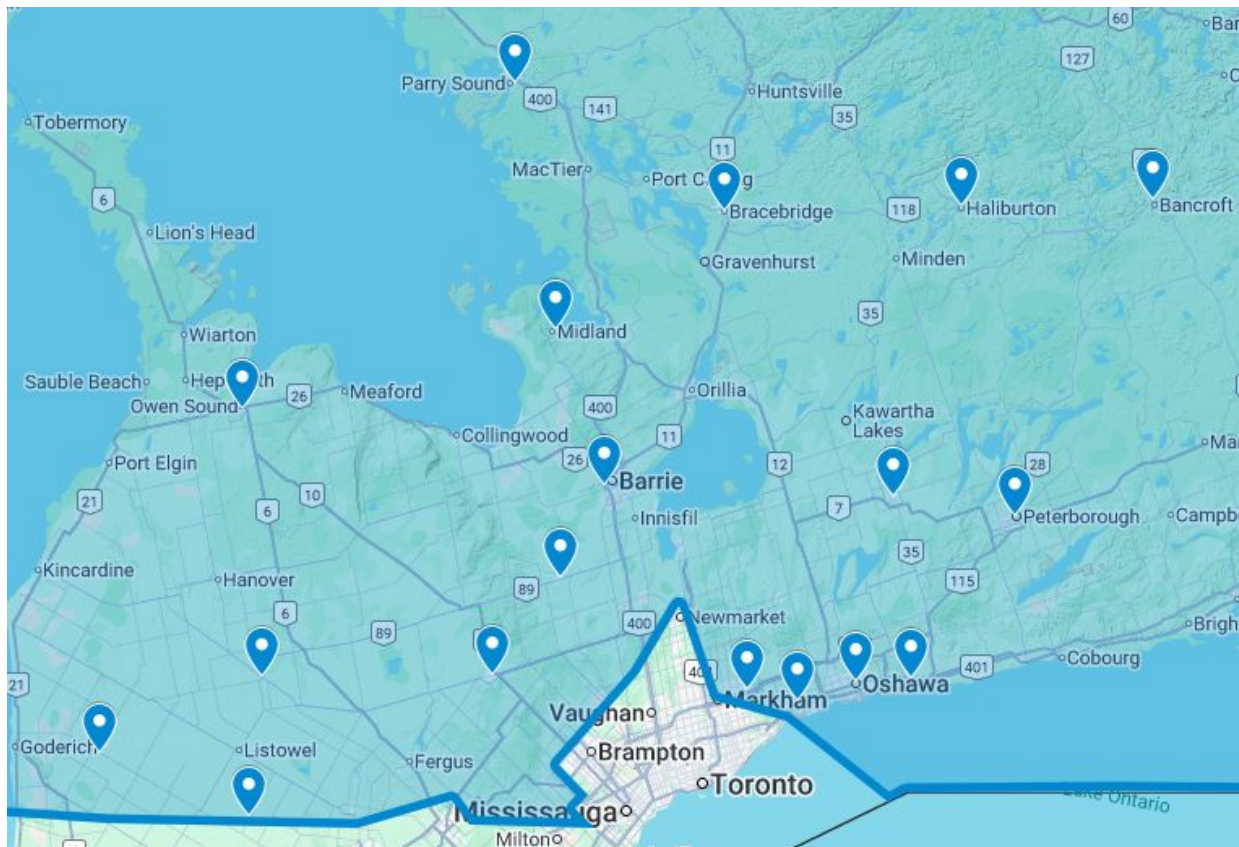 60
127
Parry Sound
400
141
Huntsville
35
Tobermory
11
MacTier
Bracebridge
118
Haliburton
Bancroft
6
Lion's Head
Gravenhurst
Minden
35
Midland
Wiarton
Sauble Beach
Owen Sound
26
Meaford
Orillia
400
Kawartha
Lakes
Collingwood
11
26
Barrie
12
28
Port Elgin
21
10
6
7
Peterborough
Innisfil
35
Kincardine
Hanover
89
115
6
89
400
Newmarket
Cobourg
401
Oshawa
21
Markham
Vaughan
Goderich
Listowel
Fergus
Brampton
Toronto
Mississauga
Lake Ontario
Milton